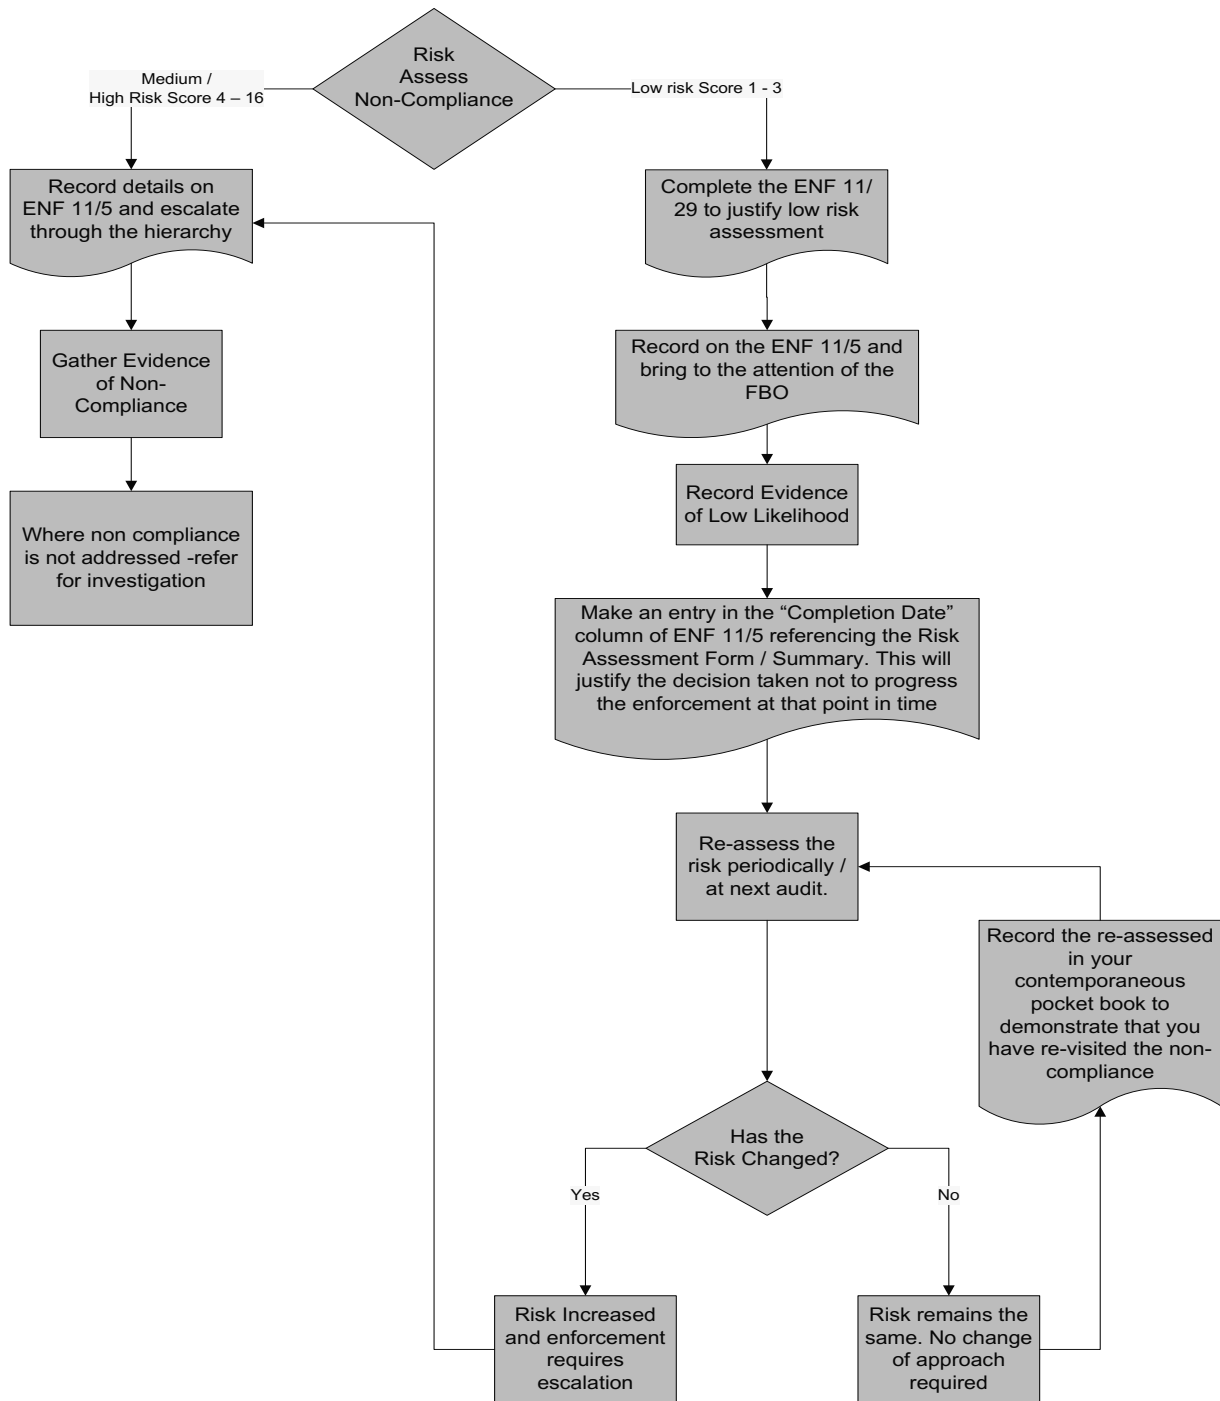 Risk
Assess
Non-Compliance
Medium /
High Risk Score 4 – 16
Low risk Score 1 - 3
Record details on
ENF 11/5 and escalate
through the hierarchy
Gather Evidence
of Non-
Compliance
Where non compliance
is not addressed -refer
for investigation
Complete the ENF 11/
29 to justify low risk
assessment
Record on the ENF 11/5 and
bring to the attention of the
FBO
Record Evidence
of Low Likelihood
Make an entry in the “Completion Date”
column of ENF 11/5 referencing the Risk
Assessment Form / Summary. This will
justify the decision taken not to progress
the enforcement at that point in time
Re-assess the
risk periodically /
at next audit.
Record the re-assessed
in your
contemporaneous
pocket book to
demonstrate that you
have re-visited the non-
compliance
Has the
Risk Changed?
Yes
No
Risk Increased
and enforcement
requires
escalation
Risk remains the
same. No change
of approach
required